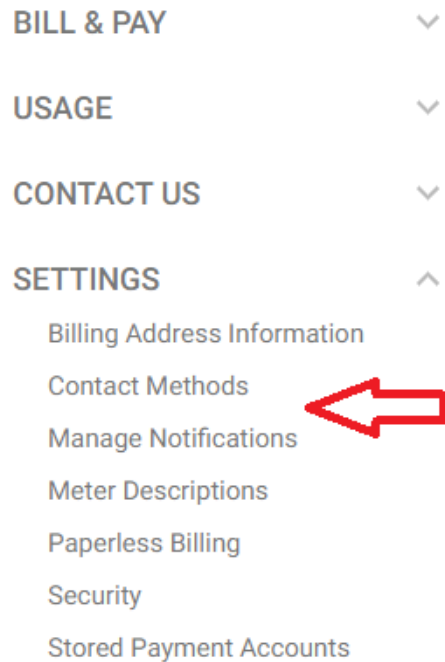 BILL & PAY
USAGE
CONTACT US
SETTINGS
Billing Address Information
Contact Methods
Manage Notifications
Meter Descriptions
Paperless Billing
Security
Stored Payment Accounts